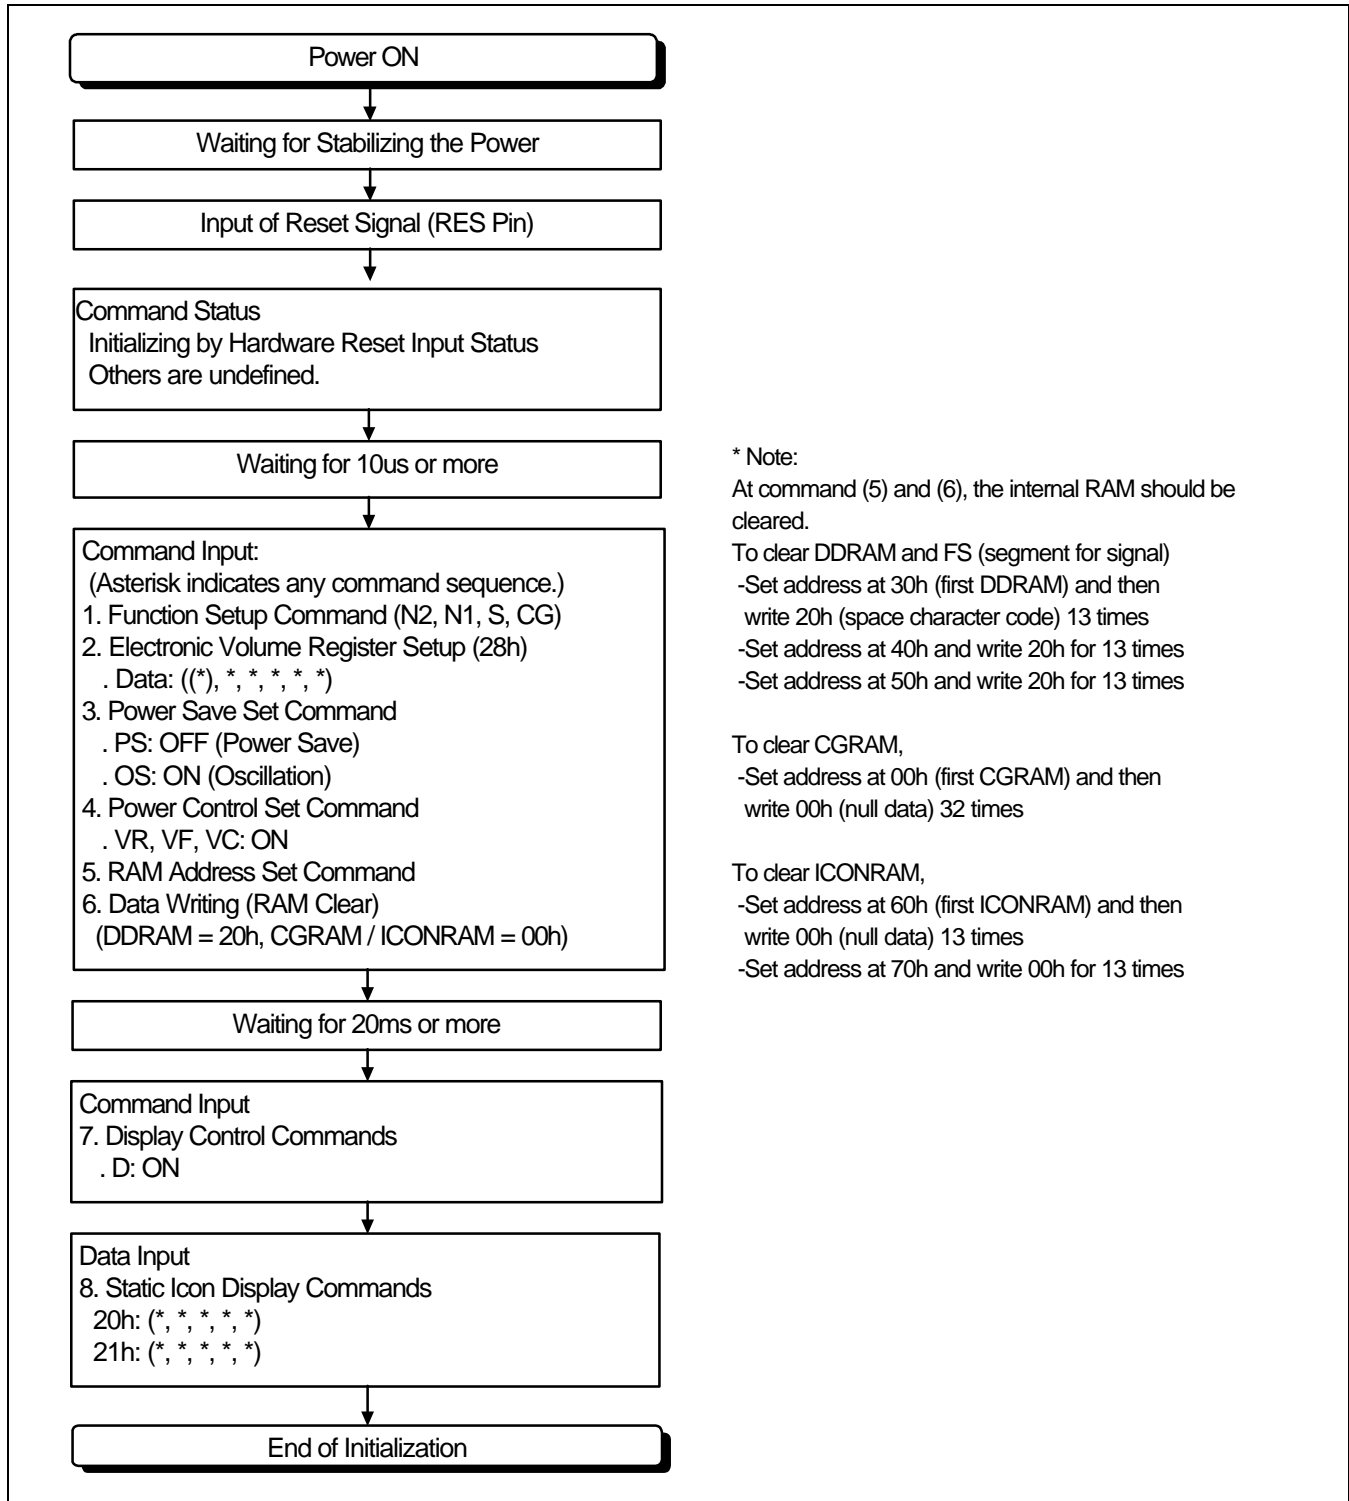 Power ON
Waiting for Stabilizing the Power
Input of Reset Signal (RES Pin)
Command Status
Initializing by Hardware Reset Input Status
Others are undefined.
Waiting for 10us or more
Command Input:
(Asterisk indicates any command sequence.)
1. Function Setup Command (N2, N1, S, CG)
2. Electronic Volume Register Setup (28h)
. Data: ((*), *, *, *, *, *)
3. Power Save Set Command
. PS: OFF (Power Save)
. OS: ON (Oscillation)
4. Power Control Set Command
. VR, VF, VC: ON
5. RAM Address Set Command
6. Data Writing (RAM Clear)
(DDRAM = 20h, CGRAM / ICONRAM = 00h)
Waiting for 20ms or more
Command Input
7. Display Control Commands
. D: ON
Data Input
8. Static Icon Display Commands
20h: (*, *, *, *, *)
21h: (*, *, *, *, *)
End of Initialization
* Note:
At command (5) and (6), the internal RAM should be
cleared.
To clear DDRAM and FS (segment for signal)
-Set address at 30h (first DDRAM) and then
write 20h (space character code) 13 times
-Set address at 40h and write 20h for 13 times
-Set address at 50h and write 20h for 13 times
To clear CGRAM,
-Set address at 00h (first CGRAM) and then
write 00h (null data) 32 times
To clear ICONRAM,
-Set address at 60h (first ICONRAM) and then
write 00h (null data) 13 times
-Set address at 70h and write 00h for 13 times